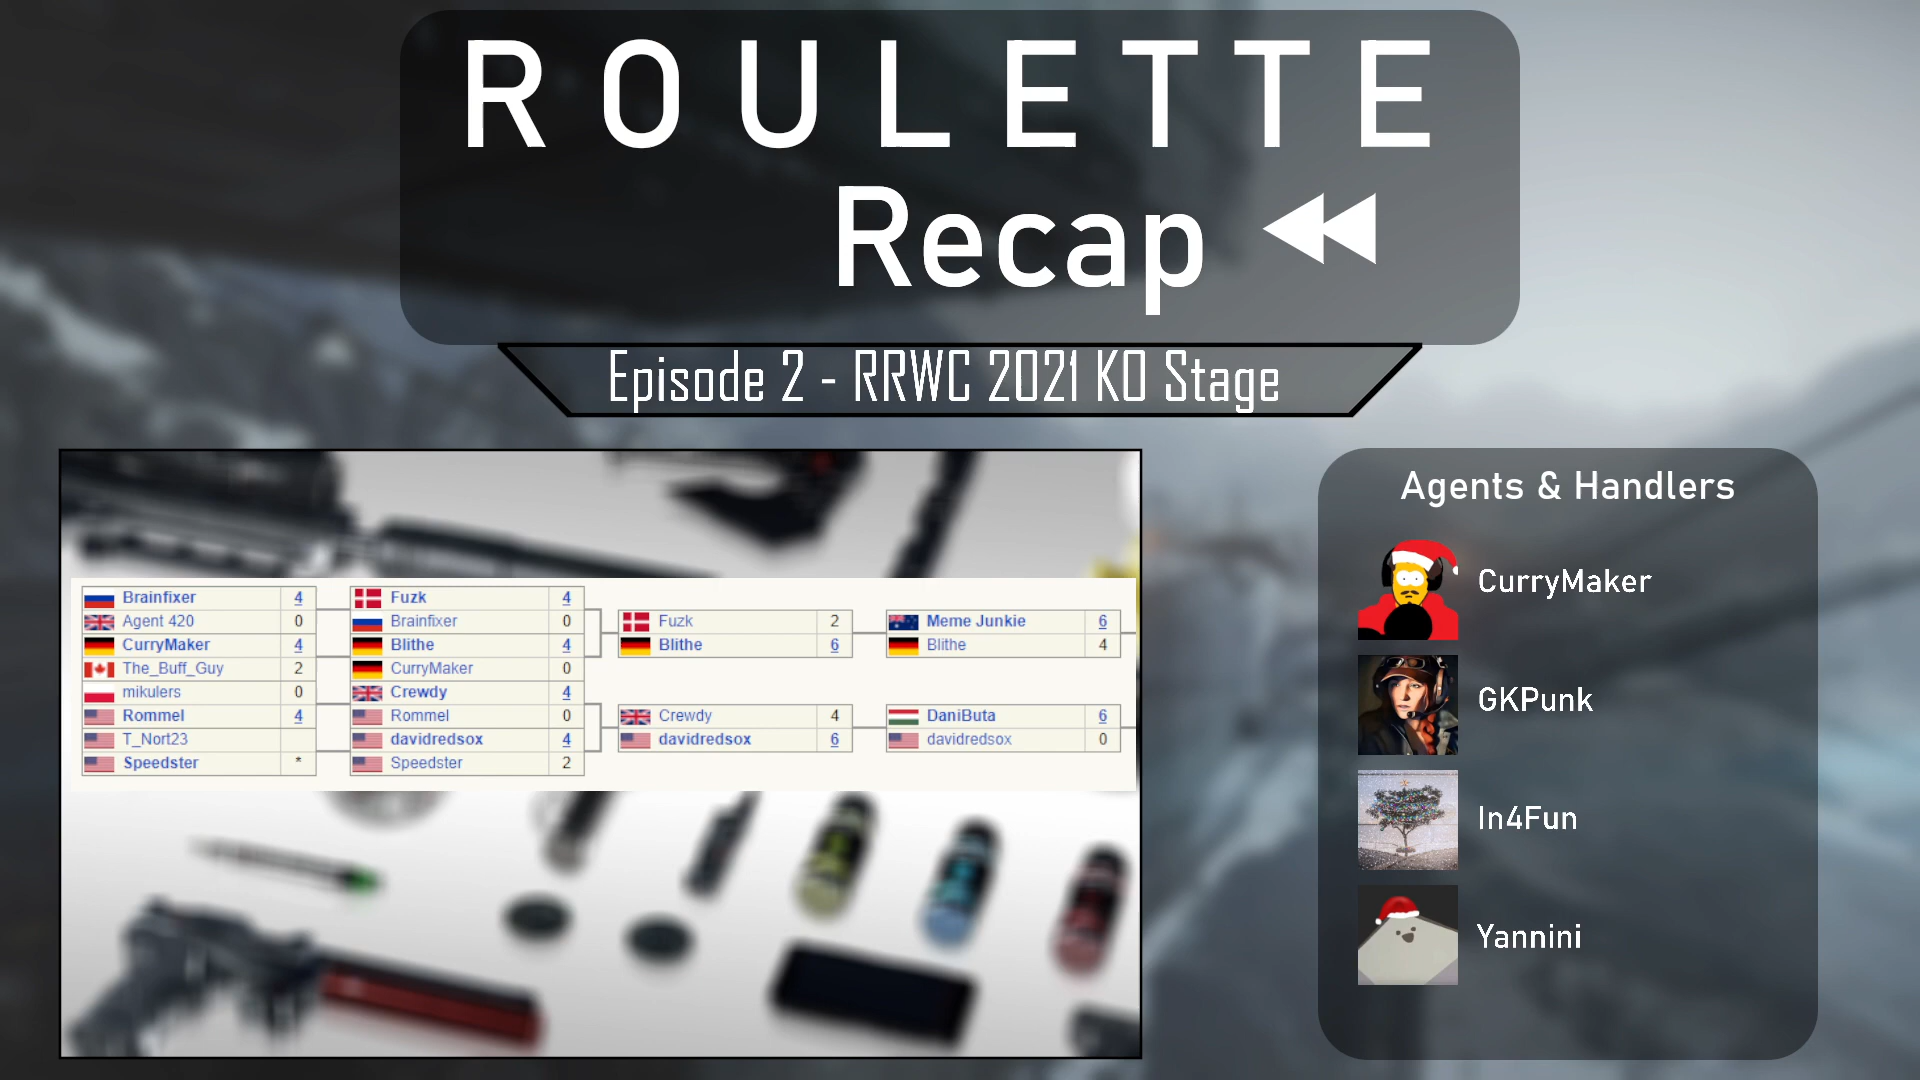 ROULETTE
Recap
Episode 2 - RRWC 2021 KO Stage
Brainfixer 4
Agent 420 0
CurryMaker 4
The_Buff_Guy 2
mikulers 0
Rommel 4
T_Nort23
Speedster *
Fuzk 4
Brainfixer 0
Blithe 4
CurryMaker 0
Crewdy 4
Rommel 0
davidredsox 4
Speedster 2
Fuzk 2
Blithe 6
Crewdy 4
davidredsox 6
Meme Junkie 6
Blithe 4
DaniButa 6
davidredsox 0
Agents & Handlers
CurryMaker
GKPunk
In4Fun
Yannini